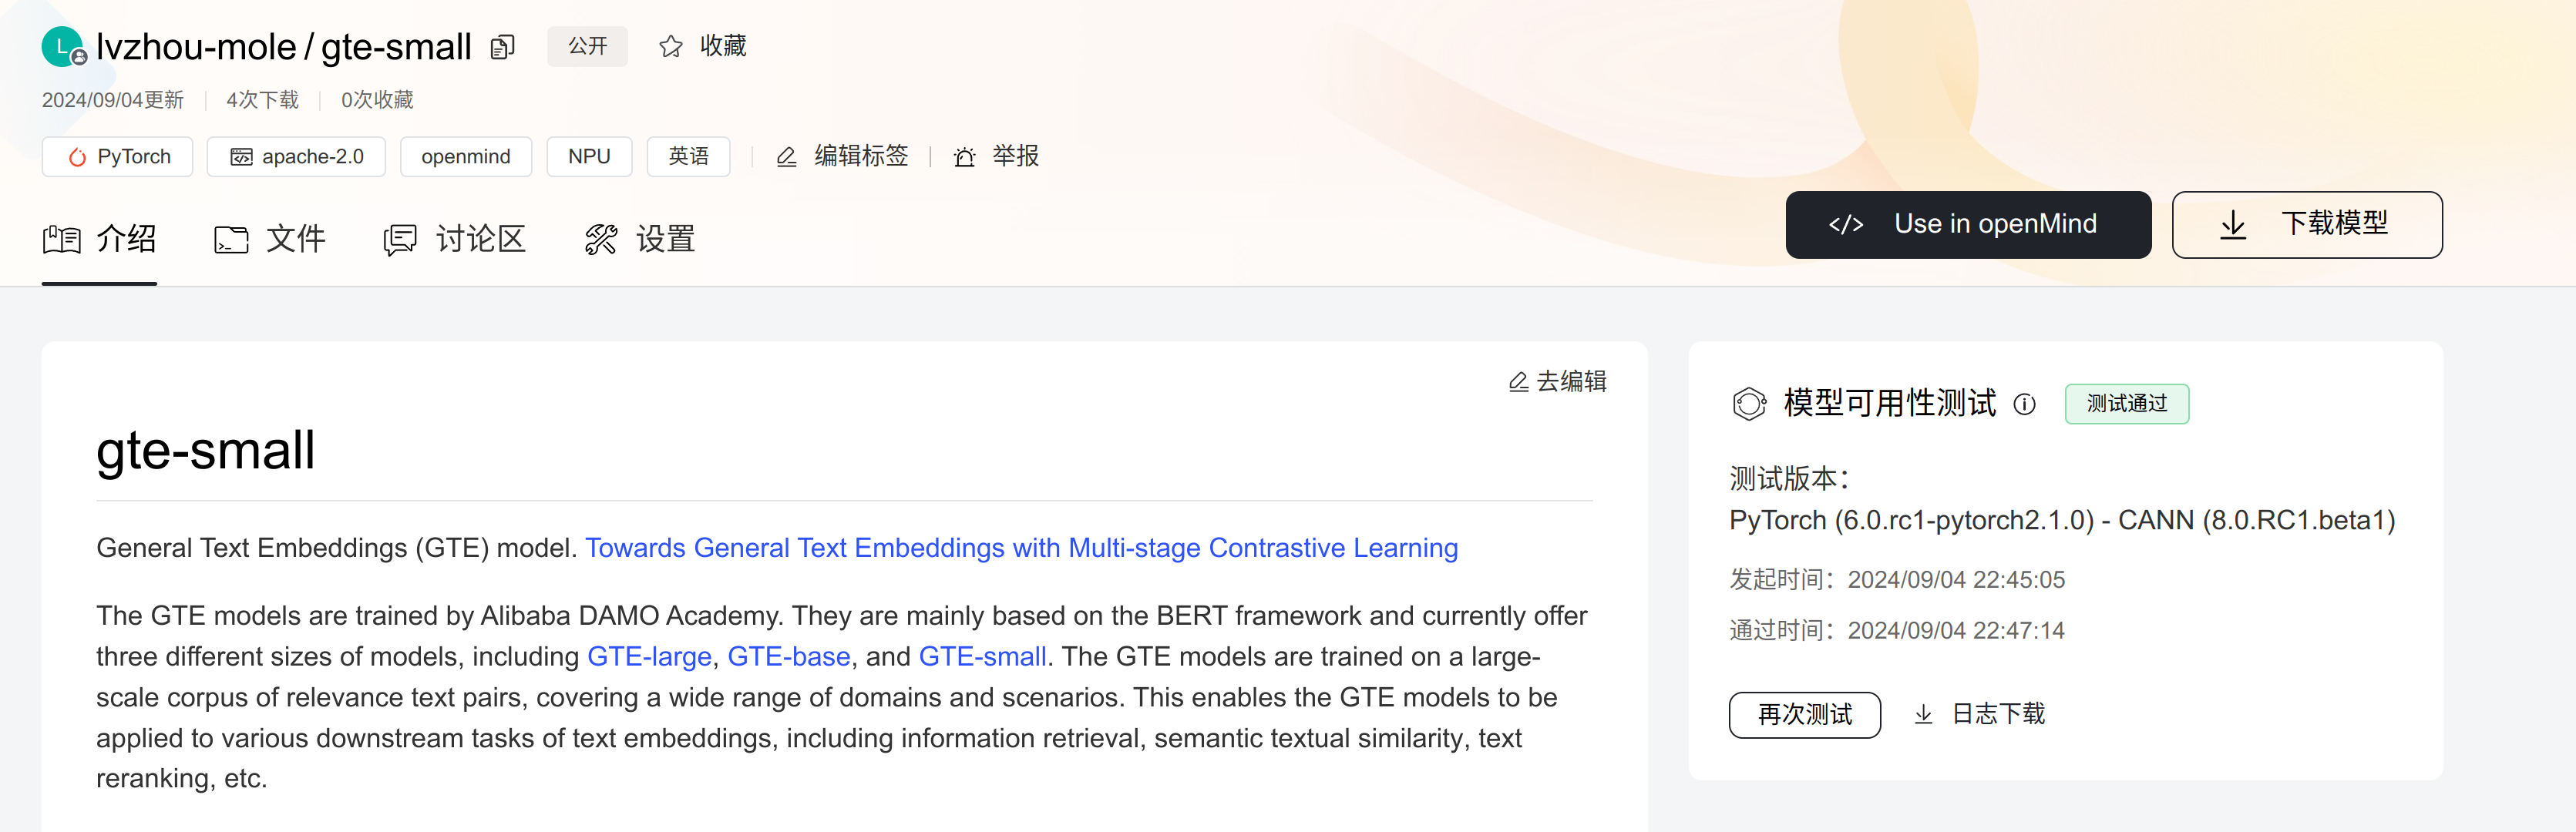 L lvzhou-mole / gte-small 公开 收藏
2024/09/04更新 4次下载 0次收藏
PyTorch apache-2.0 openmind NPU 英语 编辑标签 举报
介绍 文件 讨论区 设置
</> Use in openMind 下载模型
去编辑
gte-small
General Text Embeddings (GTE) model. Towards General Text Embeddings with Multi-stage Contrastive Learning
The GTE models are trained by Alibaba DAMO Academy. They are mainly based on the BERT framework and currently offer
three different sizes of models, including GTE-large, GTE-base, and GTE-small. The GTE models are trained on a large-
scale corpus of relevance text pairs, covering a wide range of domains and scenarios. This enables the GTE models to be
applied to various downstream tasks of text embeddings, including information retrieval, semantic textual similarity, text
reranking, etc.
模型可用性测试 测试通过
测试版本：
PyTorch (6.0.rc1-pytorch2.1.0) - CANN (8.0.RC1.beta1)
发起时间：2024/09/04 22:45:05
通过时间：2024/09/04 22:47:14
再次测试 日志下载